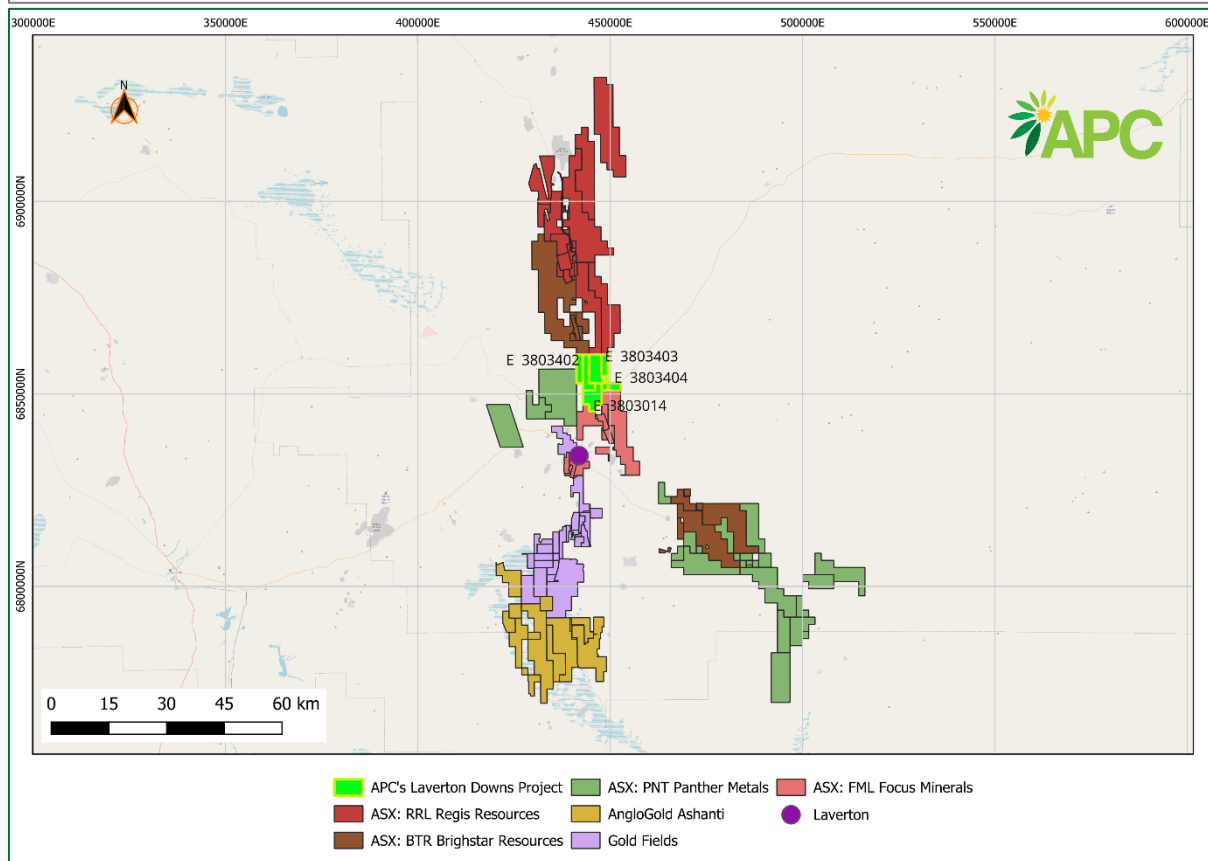 300000E 350000E 400000E 450000E 500000E 550000E 600000E
N
APC
6900000N
6850000N
6800000N
E 3803402
E 3803403
E 3803404
E 3803014
0 15 30 45 60 km
APC's Laverton Downs Project
ASX: PNT Panther Metals
ASX: FML Focus Minerals
ASX: RRL Regis Resources
AngloGold Ashanti
Laverton
ASX: BTR Brighstar Resources
Gold Fields